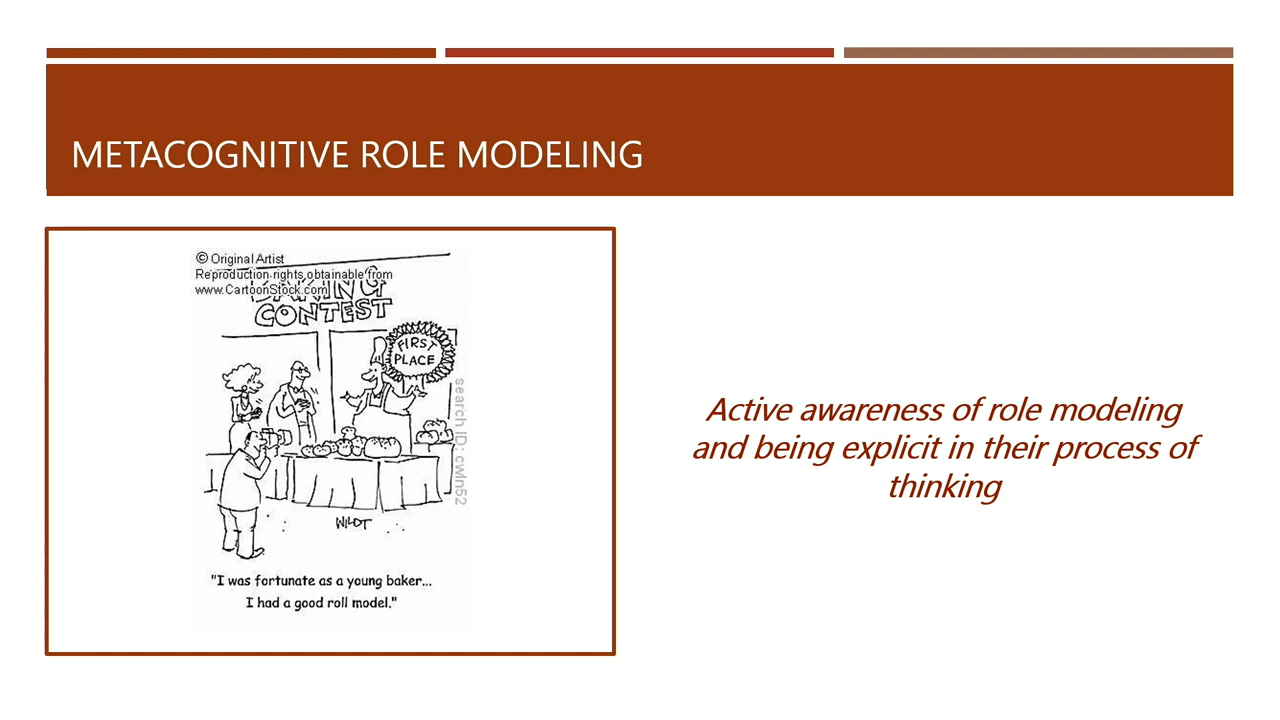 METACOGNITIVE ROLE MODELING
© Original Artist
Reproduction rights obtainable from
www.CartoonStock.com
BAKING
CONTEST
FIRST
PLACE
search ID: cwln52
WILDT
"I was fortunate as a young baker...
I had a good roll model."
Active awareness of role modeling
and being explicit in their process of
thinking